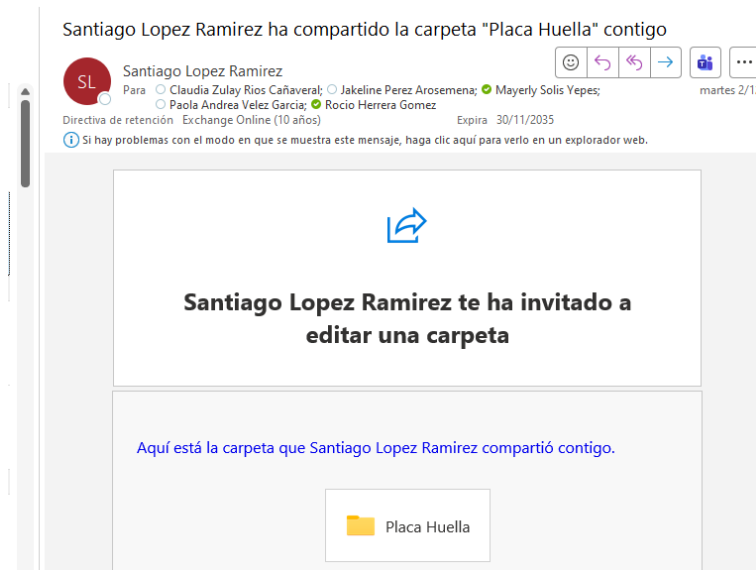 Santiago Lopez Ramirez ha compartido la carpeta "Placa Huella" contigo
SL
Santiago Lopez Ramirez
Para Claudia Zulay Rios Cañaveral; Jakeline Perez Arosemena; Mayerly Solis Yepes;
martes 2/1
Paola Andrea Velez Garcia; Rocio Herrera Gomez
Directiva de retención Exchange Online (10 años) Expira 30/11/2035
Si hay problemas con el modo en que se muestra este mensaje, haga clic aquí para verlo en un explorador web.
Santiago Lopez Ramirez te ha invitado a
editar una carpeta
Aquí está la carpeta que Santiago Lopez Ramirez compartió contigo.
Placa Huella